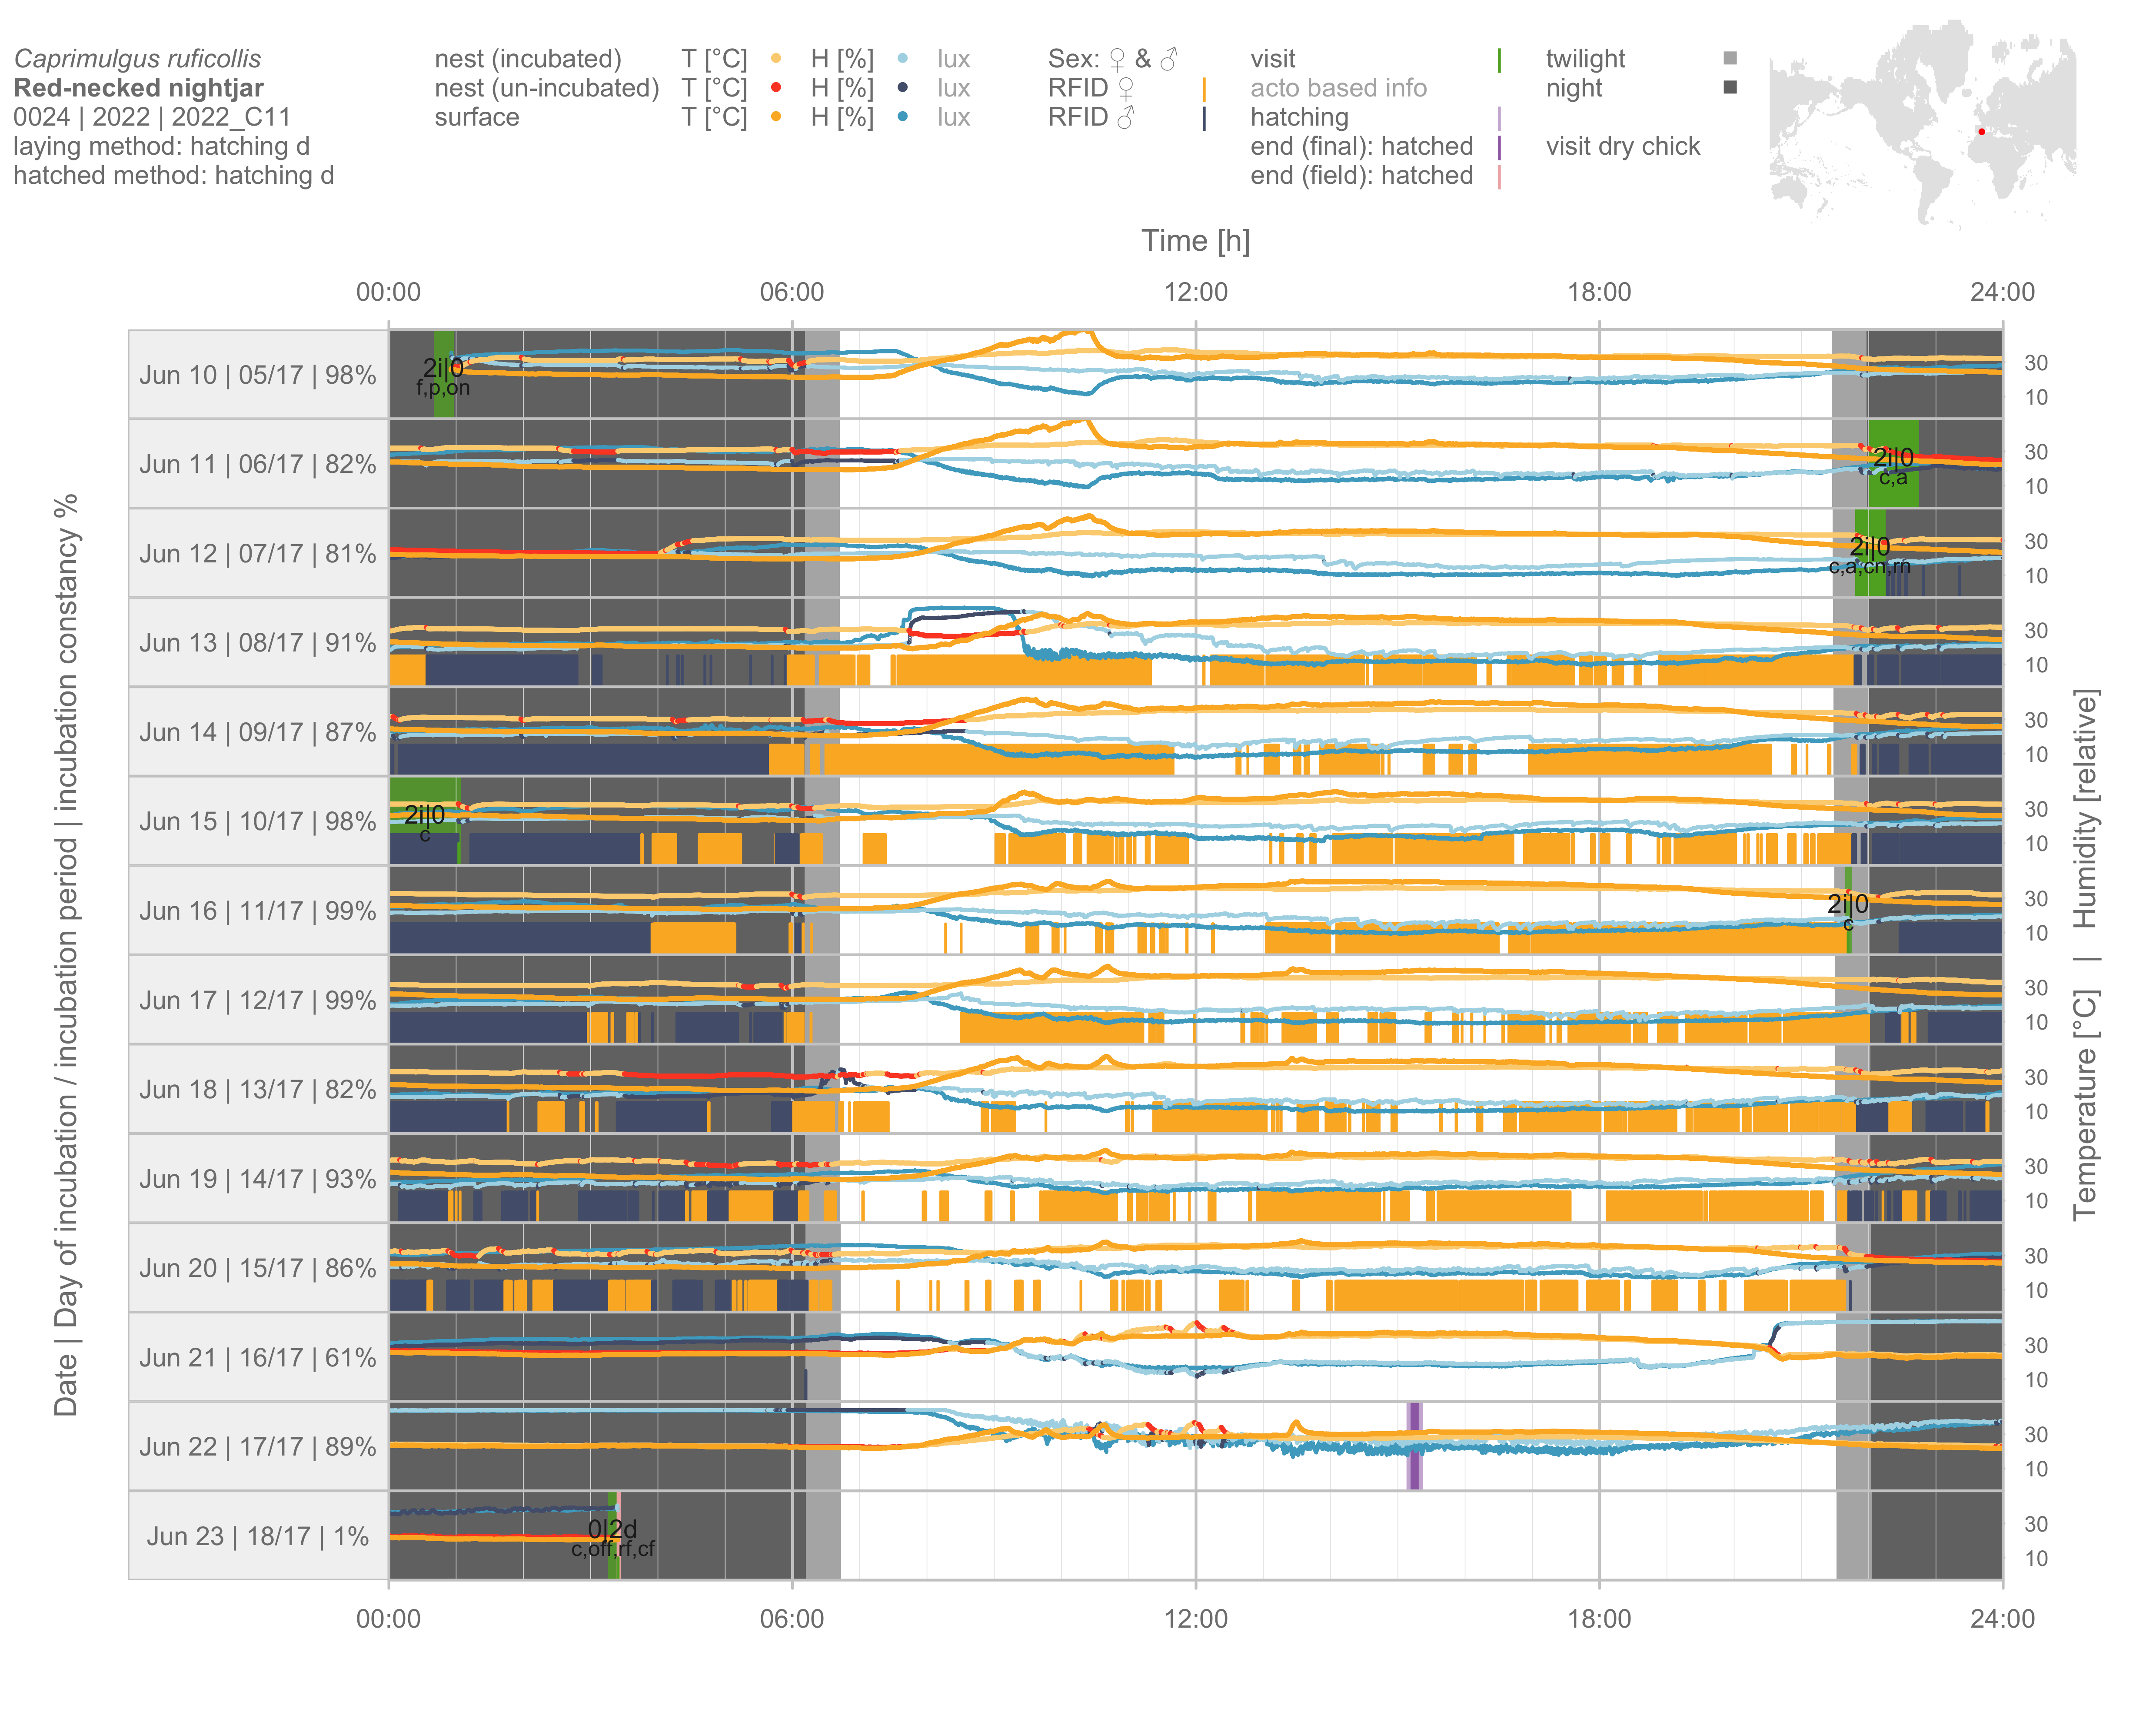 Caprimulgus ruficollis
Red-necked nightjar
0024 | 2022 | 2022_C11
laying method: hatching d
hatched method: hatching d
nest (incubated) T [°C] H [%] lux
nest (un-incubated) T [°C] H [%] lux
surface T [°C] H [%] lux
Sex: ♀ & ♂
RFID ♀
RFID ♂
visit
acto based info
hatching
end (final): hatched
end (field): hatched
twilight
night
visit dry chick
Time [h]
00:00 06:00 12:00 18:00 24:00
Date | Day of incubation / incubation period | incubation constancy %
Jun 10 | 05/17 | 98%
2i|0
f,p,on
30
10
Jun 11 | 06/17 | 82%
2i|0
c,a
30
10
Jun 12 | 07/17 | 81%
2i|0
c,a,cn,rn
30
10
Jun 13 | 08/17 | 91%
30
10
Jun 14 | 09/17 | 87%
30
10
Jun 15 | 10/17 | 98%
2i|0
c
30
10
Jun 16 | 11/17 | 99%
2i|0
c
30
10
Jun 17 | 12/17 | 99%
30
10
Jun 18 | 13/17 | 82%
30
10
Jun 19 | 14/17 | 93%
30
10
Jun 20 | 15/17 | 86%
30
10
Jun 21 | 16/17 | 61%
30
10
Jun 22 | 17/17 | 89%
30
10
Jun 23 | 18/17 | 1%
0|2d
c,off,rf,cf
30
10
Temperature [°C] | Humidity [relative]
00:00 06:00 12:00 18:00 24:00